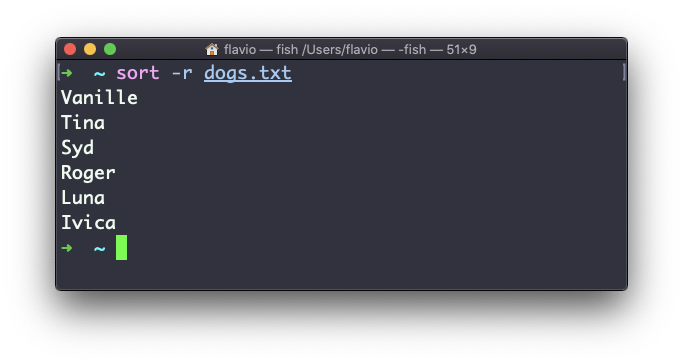 flavio — fish /Users/flavio — -fish — 51×9
➜ ~ sort -r dogs.txt
Vanille
Tina
Syd
Roger
Luna
Ivica
➜ ~